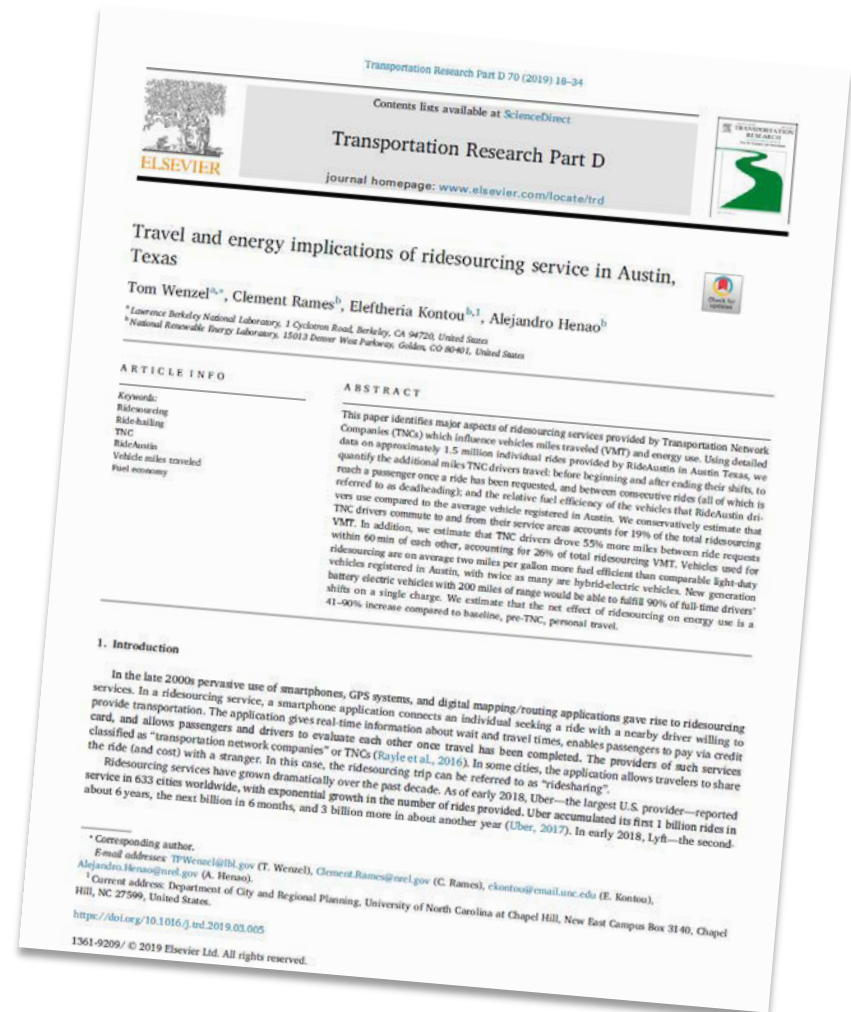 Transportation Research Part D 70 (2019) 18–34
Contents lists available at ScienceDirect
Transportation Research Part D
journal homepage: www.elsevier.com/locate/trd
ELSEVIER
TRANSPORTATION
RESEARCH
Travel and energy implications of ridesourcing service in Austin,
Texas
Check for
updates
Tom Wenzelᵃ,*, Clement Ramesᵇ, Eleftheria Kontouᵇ,¹, Alejandro Henaoᵇ
ᵃ Lawrence Berkeley National Laboratory, 1 Cyclotron Road, Berkeley, CA 94720, United States
ᵇ National Renewable Energy Laboratory, 15013 Denver West Parkway, Golden, CO 80401, United States
ARTICLE INFO
Keywords:
Ridesourcing
Ride-hailing
TNC
RideAustin
Vehicle miles traveled
Fuel economy
ABSTRACT
This paper identifies major aspects of ridesourcing services provided by Transportation Network
Companies (TNCs) which influence vehicles miles traveled (VMT) and energy use. Using detailed
data on approximately 1.5 million individual rides provided by RideAustin in Austin Texas, we
quantify the additional miles TNC drivers travel: before beginning and after ending their shifts, to
reach a passenger once a ride has been requested, and between consecutive rides (all of which is
referred to as deadheading); and the relative fuel efficiency of the vehicles that RideAustin dri-
vers use compared to the average vehicle registered in Austin. We conservatively estimate that
TNC drivers commute to and from their service areas accounts for 19% of the total ridesourcing
VMT. In addition, we estimate that TNC drivers drove 55% more miles between ride requests
within 60 min of each other, accounting for 26% of total ridesourcing VMT. Vehicles used for
ridesourcing are on average two miles per gallon more fuel efficient than comparable light-duty
vehicles registered in Austin, with twice as many are hybrid-electric vehicles. New generation
battery electric vehicles with 200 miles of range would be able to fulfill 90% of full-time drivers'
shifts on a single charge. We estimate that the net effect of ridesourcing on energy use is a
41–90% increase compared to baseline, pre-TNC, personal travel.
1. Introduction
In the late 2000s pervasive use of smartphones, GPS systems, and digital mapping/routing applications gave rise to ridesourcing
services. In a ridesourcing service, a smartphone application connects an individual seeking a ride with a nearby driver willing to
provide transportation. The application gives real-time information about wait and travel times, enables passengers to pay via credit
card, and allows passengers and drivers to evaluate each other once travel has been completed. The providers of such services
classified as “transportation network companies” or TNCs (Rayle et al., 2016). In some cities, the application allows travelers to share
the ride (and cost) with a stranger. In this case, the ridesourcing trip can be referred to as “ridesharing”.
Ridesourcing services have grown dramatically over the past decade. As of early 2018, Uber—the largest U.S. provider—reported
service in 633 cities worldwide, with exponential growth in the number of rides provided. Uber accumulated its first 1 billion rides in
about 6 years, the next billion in 6 months, and 3 billion more in about another year (Uber, 2017). In early 2018, Lyft—the second-
* Corresponding author.
E-mail addresses: TPWenzel@lbl.gov (T. Wenzel), Clement.Rames@nrel.gov (C. Rames), ekontou@email.unc.edu (E. Kontou),
Alejandro.Henao@nrel.gov (A. Henao).
¹ Current address: Department of City and Regional Planning, University of North Carolina at Chapel Hill, New East Campus Box 3140, Chapel
Hill, NC 27599, United States.
https://doi.org/10.1016/j.trd.2019.03.005
1361-9209/ © 2019 Elsevier Ltd. All rights reserved.